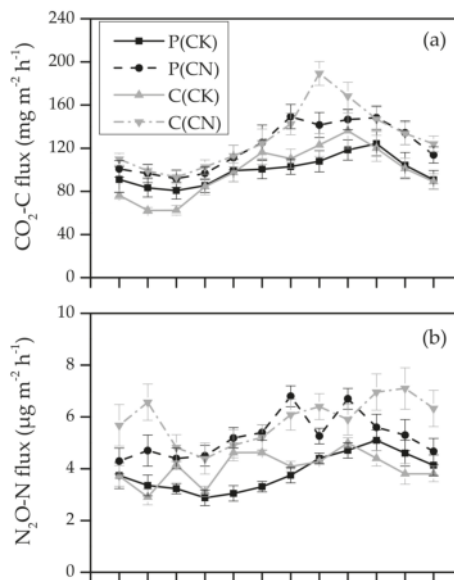 240
200
160
120
80
40
0
CO₂-C flux (mg m⁻² h⁻¹)
P(CK)
P(CN)
C(CK)
C(CN)
(a)
10
8
6
4
2
0
N₂O-N flux (µg m⁻² h⁻¹)
(b)